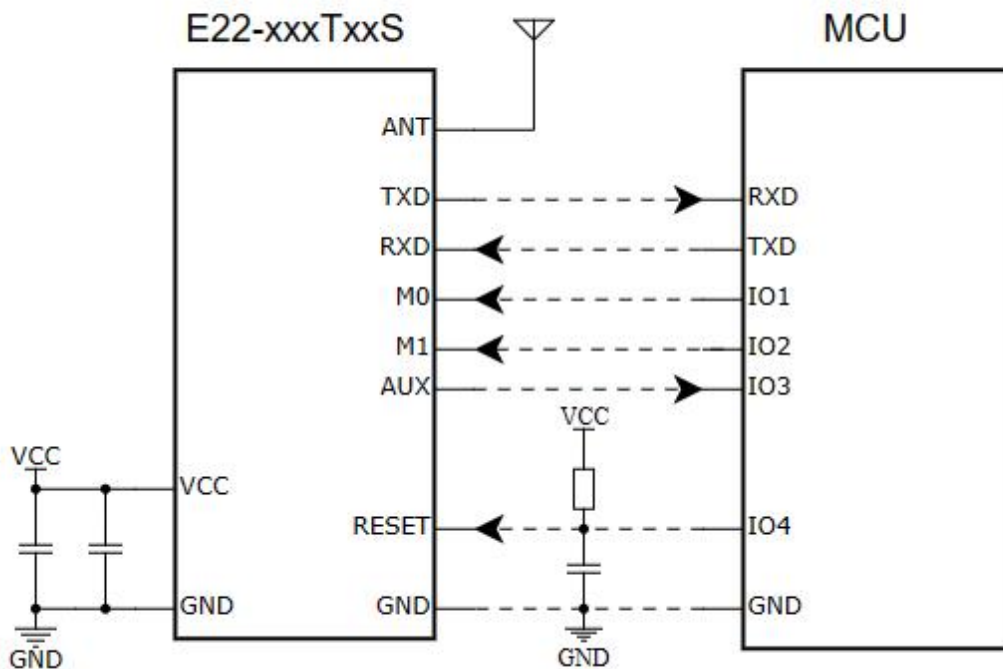 E22-xxxTxxS
MCU
ANT
TXD
RXD
RXD
TXD
M0
IO1
M1
IO2
AUX
IO3
VCC
VCC
VCC
RESET
IO4
GND
GND
GND
GND
GND